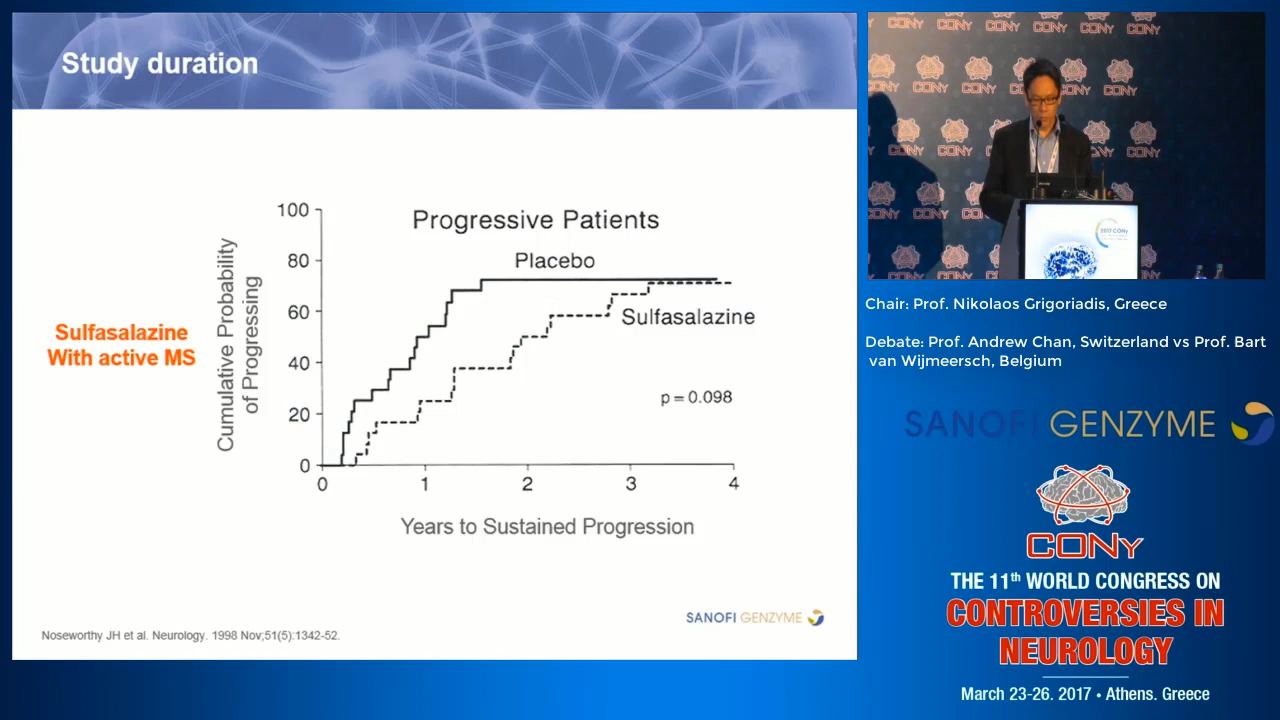 Study duration
Sulfasalazine
With active MS
Cumulative Probability
of Progressing
100
80
60
40
20
0
Progressive Patients
Placebo
Sulfasalazine
p = 0.098
0 1 2 3 4
Years to Sustained Progression
SANOFI GENZYME
Noseworthy JH et al. Neurology. 1998 Nov;51(5):1342-52.
CONy
2017 CONy
Chair: Prof. Nikolaos Grigoriadis, Greece
Debate: Prof. Andrew Chan, Switzerland vs Prof. Bart
van Wijmeersch, Belgium
SANOFI GENZYME
CONy
THE 11th WORLD CONGRESS ON
CONTROVERSIES IN
NEUROLOGY
March 23-26. 2017 • Athens. Greece